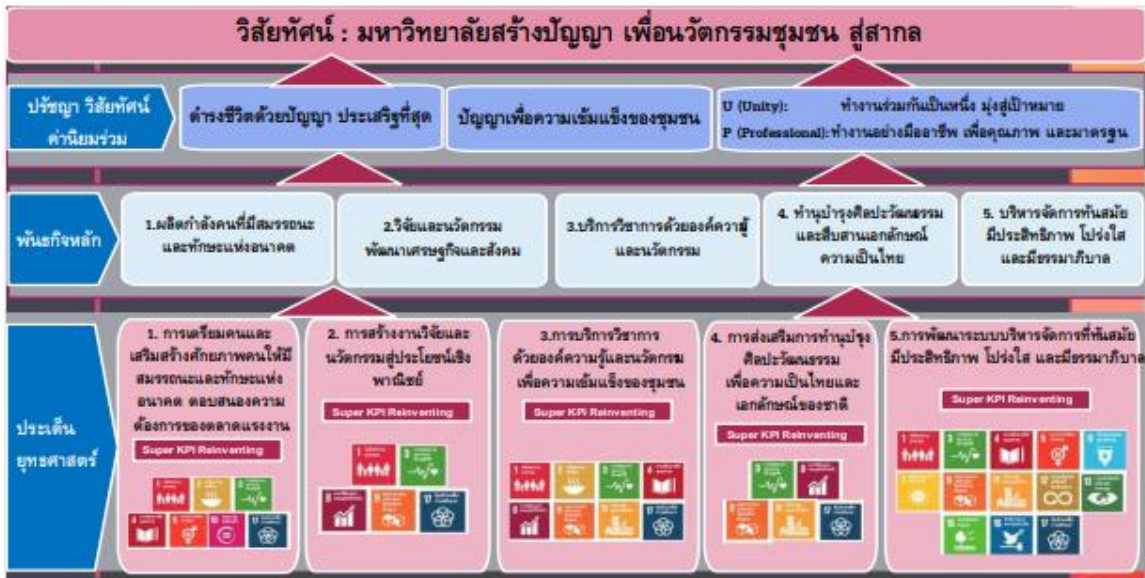 วิสัยทัศน์ : มหาวิทยาลัยสร้างปัญญา เพื่อนวัตกรรมชุมชน สู่สากล
ปรัชญา วิสัยทัศน์
ค่านิยมร่วม
ดำรงชีวิตด้วยปัญญา ประเสริฐที่สุด
ปัญญาเพื่อความเข้มแข็งของชุมชน
U (Unity): ทำงานร่วมกันเป็นหนึ่ง มุ่งสู่เป้าหมาย
P (Professional): ทำงานอย่างมืออาชีพ เพื่อคุณภาพ และมาตรฐาน
พันธกิจหลัก
1.ผลิตกำลังคนที่มีสมรรถนะ
และทักษะแห่งอนาคต
2.วิจัยและนวัตกรรม
พัฒนาเศรษฐกิจและสังคม
3.บริการวิชาการด้วยองค์ความรู้
และนวัตกรรม
4. ทำนุบำรุงศิลปะวัฒนธรรม
และสืบสานเอกลักษณ์
ความเป็นไทย
5. บริหารจัดการทันสมัย
มีประสิทธิภาพ โปร่งใส
และมีธรรมาภิบาล
ประเด็น
ยุทธศาสตร์
1. การเตรียมคนและ
เสริมสร้างศักยภาพคนให้มี
สมรรถนะและทักษะแห่ง
อนาคต ตอบสนองความ
ต้องการของตลาดแรงงาน
Super KPI Reinventing
2. การสร้างงานวิจัยและ
นวัตกรรมสู่ประโยชน์เชิง
พาณิชย์
Super KPI Reinventing
3.การบริการวิชาการ
ด้วยองค์ความรู้และนวัตกรรม
เพื่อความเข้มแข็งของชุมชน
Super KPI Reinventing
4. การส่งเสริมการทำนุบำรุง
ศิลปะวัฒนธรรม
เพื่อความเป็นไทยและ
เอกลักษณ์ของชาติ
Super KPI Reinventing
5.การพัฒนาระบบบริหารจัดการที่ทันสมัย
มีประสิทธิภาพ โปร่งใส และมีธรรมาภิบาล
Super KPI Reinventing